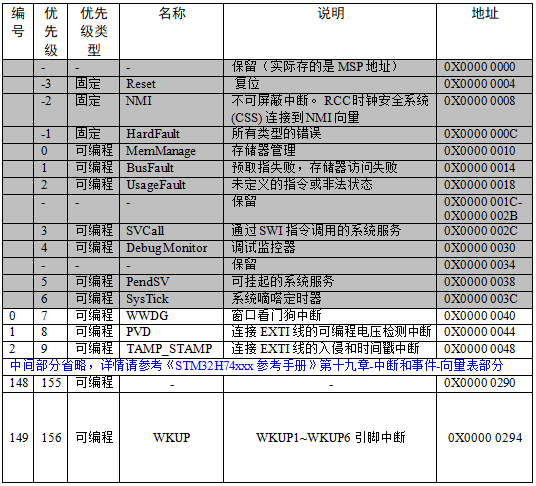 编号 优先级 优先级类型 名称 说明 地址
- - - 保留（实际存的是 MSP 地址） 0X0000 0000
-3 固定 Reset 复位 0X0000 0004
-2 固定 NMI 不可屏蔽中断。 RCC 时钟安全系统
(CSS) 连接到 NMI 向量 0X0000 0008
-1 固定 HardFault 所有类型的错误 0X0000 000C
0 可编程 MemManage 存储器管理 0X0000 0010
1 可编程 BusFault 预取指失败，存储器访问失败 0X0000 0014
2 可编程 UsageFault 未定义的指令或非法状态 0X0000 0018
- - - 保留 0X0000 001C-
0X0000 002B
3 可编程 SVCall 通过 SWI 指令调用的系统服务 0X0000 002C
4 可编程 Debug Monitor 调试监控器 0X0000 0030
- - - 保留 0X0000 0034
5 可编程 PendSV 可挂起的系统服务 0X0000 0038
6 可编程 SysTick 系统嘀嗒定时器 0X0000 003C
0 7 可编程 WWDG 窗口看门狗中断 0X0000 0040
1 8 可编程 PVD 连接 EXTI 线的可编程电压检测中断 0X0000 0044
2 9 可编程 TAMP_STAMP 连接 EXTI 线的入侵和时间戳中断 0X0000 0048
中间部分省略，详情请参考《STM32H74xxx 参考手册》第十九章-中断和事件-向量表部分
148 155 可编程 - - 0X0000 0290
149 156 可编程 WKUP WKUP1~WKUP6 引脚中断 0X0000 0294